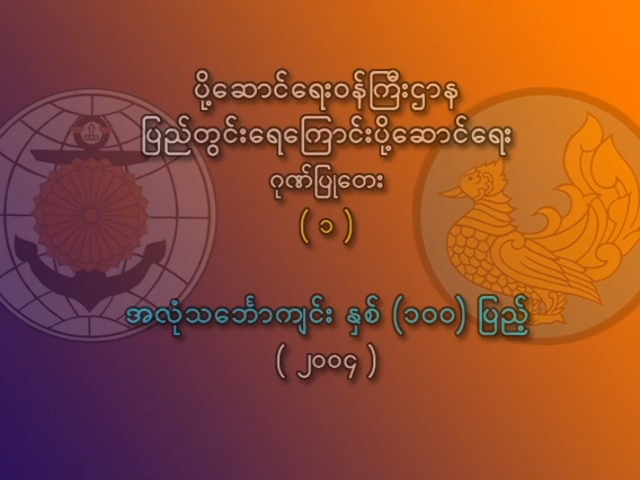 ပို့ဆောင်ရေးဝန်ကြီးဌာန
ပြည်တွင်းရေကြောင်းပို့ဆောင်ရေး
ဂုဏ်ပြုတေး
( ၁ )
အလုံသင်္ဘောကျင်း နှစ် (၁၀၀) ပြည့်
( ၂၀၀၄ )